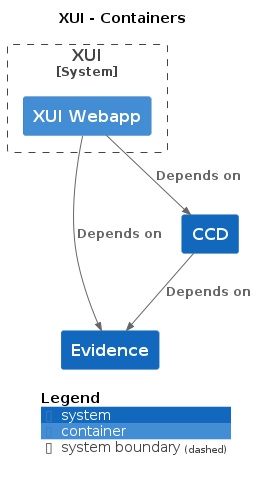 XUI - Containers
XUI
[System]
XUI Webapp
Depends on
CCD
Depends on
Depends on
Evidence
Legend
system
container
system boundary (dashed)